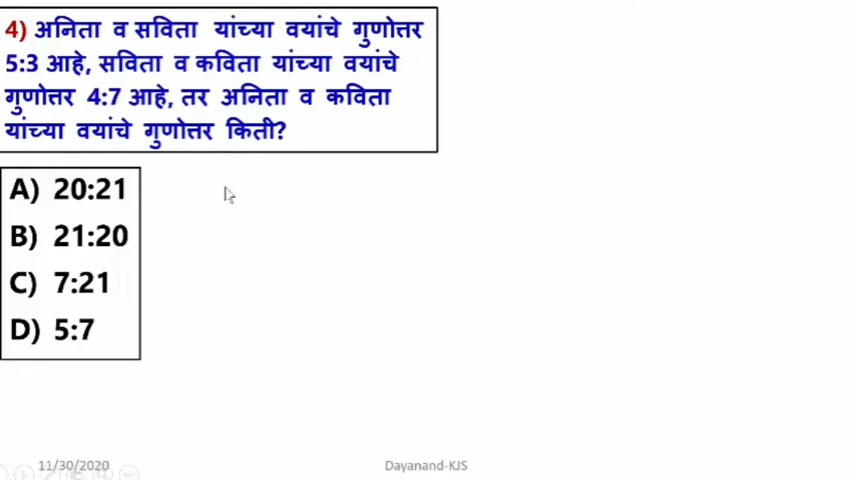 4) अनिता व सविता यांच्या वयांचे गुणोत्तर
5:3 आहे, सविता व कविता यांच्या वयांचे
गुणोत्तर 4:7 आहे, तर अनिता व कविता
यांच्या वयांचे गुणोत्तर किती?
A) 20:21
B) 21:20
C) 7:21
D) 5:7
11/30/2020
Dayanand-KJS